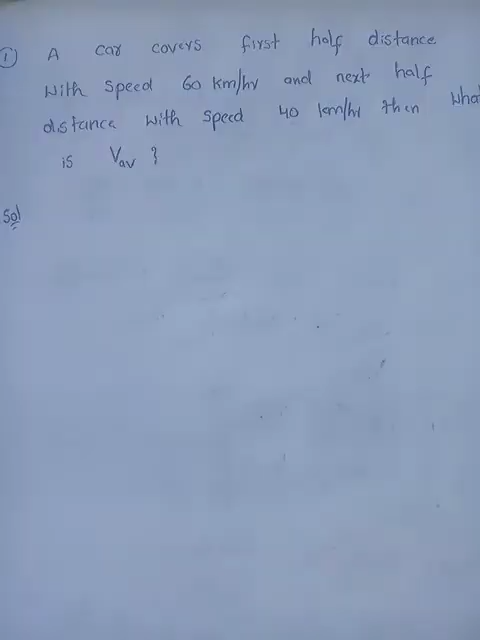 ① A car covers first half distance
with speed 60 km/hr and next half
distance with speed 40 km/hr then wha
is Vav ?
Sol